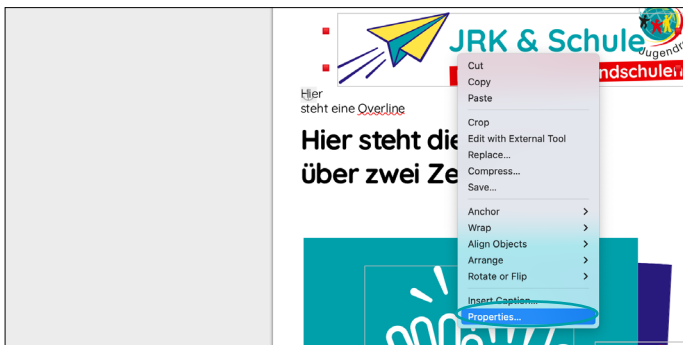 JRK & Schule
Jugendr
ndschulen
Hier
steht eine Overline
Hier steht die
über zwei Ze
Cut
Copy
Paste
Crop
Edit with External Tool
Replace...
Compress...
Save...
Anchor
Wrap
Align Objects
Arrange
Rotate or Flip
Insert Caption...
Properties...